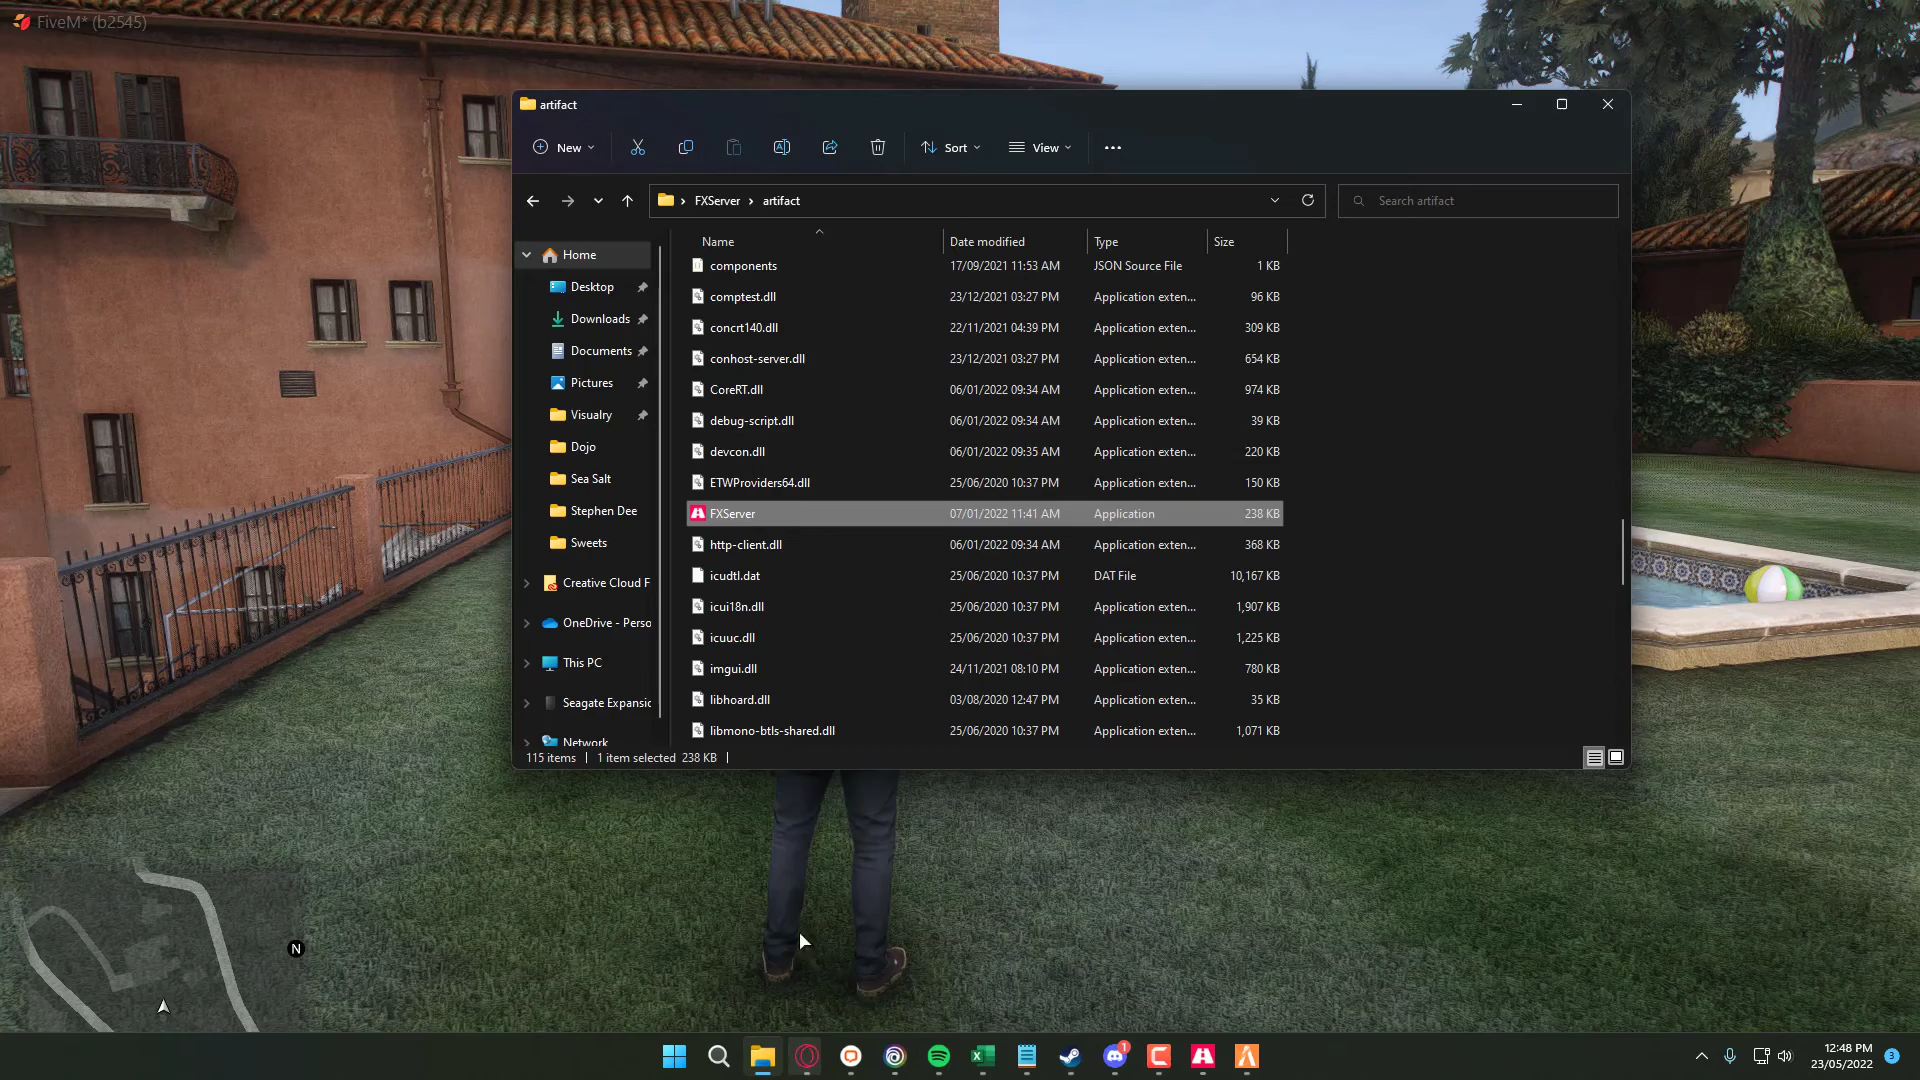 FiveM* (b2545)
artifact
New
Sort
View
FXServer > artifact
Search artifact
Name Date modified Type Size
Home
Desktop
Downloads
Documents
Pictures
Visualry
Dojo
Sea Salt
Stephen Dee
Sweets
Creative Cloud F
OneDrive - Perso
This PC
Seagate Expansio
Network
components 17/09/2021 11:53 AM JSON Source File 1 KB
comptest.dll 23/12/2021 03:27 PM Application exten... 96 KB
concrt140.dll 22/11/2021 04:39 PM Application exten... 309 KB
conhost-server.dll 23/12/2021 03:27 PM Application exten... 654 KB
CoreRT.dll 06/01/2022 09:34 AM Application exten... 974 KB
debug-script.dll 06/01/2022 09:34 AM Application exten... 39 KB
devcon.dll 06/01/2022 09:35 AM Application exten... 220 KB
ETWProviders64.dll 25/06/2020 10:37 PM Application exten... 150 KB
FXServer 07/01/2022 11:41 AM Application 238 KB
http-client.dll 06/01/2022 09:34 AM Application exten... 368 KB
icudtl.dat 25/06/2020 10:37 PM DAT File 10,167 KB
icui18n.dll 25/06/2020 10:37 PM Application exten... 1,907 KB
icuuc.dll 25/06/2020 10:37 PM Application exten... 1,225 KB
imgui.dll 24/11/2021 08:10 PM Application exten... 780 KB
libhoard.dll 03/08/2020 12:47 PM Application exten... 35 KB
libmono-btls-shared.dll 25/06/2020 10:37 PM Application exten... 1,071 KB
115 items 1 item selected 238 KB
N
1
12:48 PM
23/05/2022
3